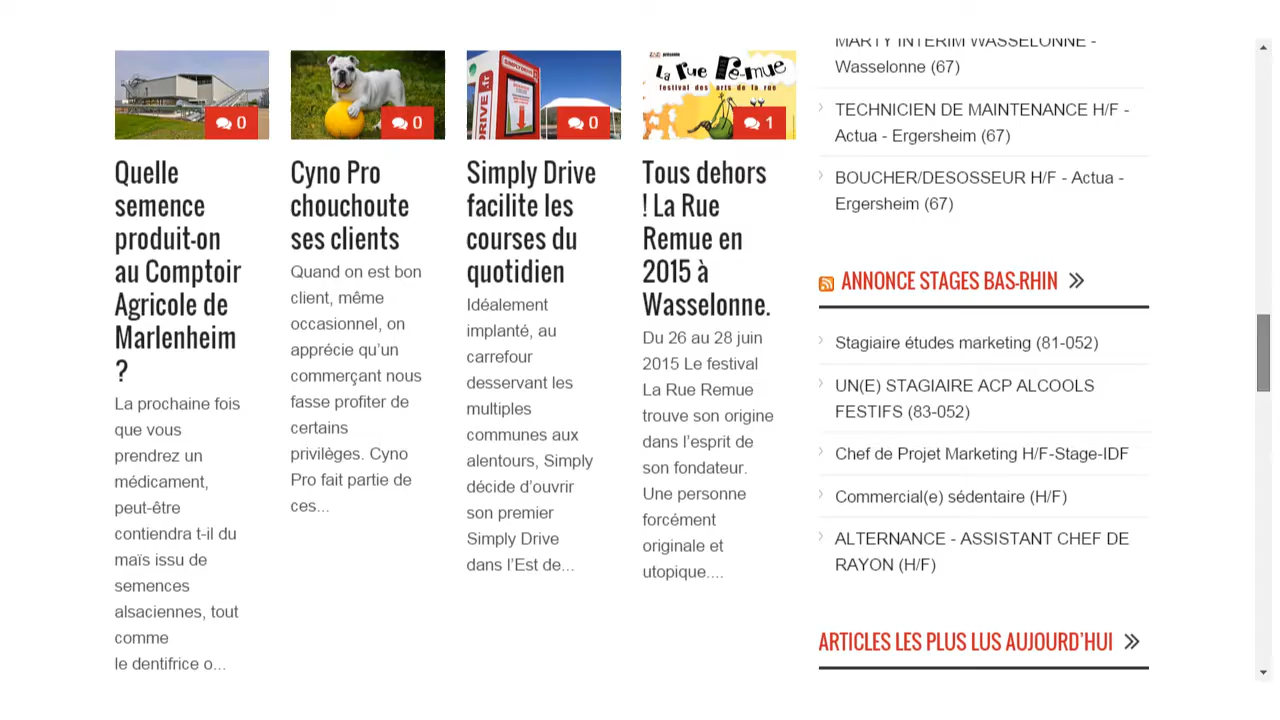 0
Quelle
semence
produit-on
au Comptoir
Agricole de
Marlenheim
?
La prochaine fois
que vous
prendrez un
médicament,
peut-être
contiendra t-il du
maïs issu de
semences
alsaciennes, tout
comme
le dentifrice o...
0
Cyno Pro
chouchoute
ses clients
Quand on est bon
client, même
occasionnel, on
apprécie qu’un
commerçant nous
fasse profiter de
certains
privilèges. Cyno
Pro fait partie de
ces...
DRIVE.fr
0
Simply Drive
facilite les
courses du
quotidien
Idéalement
implanté, au
carrefour
desservant les
multiples
communes aux
alentours, Simply
décide d’ouvrir
son premier
Simply Drive
dans l’Est de...
La Rue Ré-mue
festival des arts de la rue
1
Tous dehors
! La Rue
Remue en
2015 à
Wasselonne.
Du 26 au 28 juin
2015 Le festival
La Rue Remue
trouve son origine
dans l’esprit de
son fondateur.
Une personne
forcément
originale et
utopique....
MARTY INTERIM WASSELONNE -
Wasselonne (67)
TECHNICIEN DE MAINTENANCE H/F -
Actua - Ergersheim (67)
BOUCHER/DESOSSEUR H/F - Actua -
Ergersheim (67)
ANNONCE STAGES BAS-RHIN
Stagiaire études marketing (81-052)
UN(E) STAGIAIRE ACP ALCOOLS
FESTIFS (83-052)
Chef de Projet Marketing H/F-Stage-IDF
Commercial(e) sédentaire (H/F)
ALTERNANCE - ASSISTANT CHEF DE
RAYON (H/F)
ARTICLES LES PLUS LUS AUJOURD’HUI